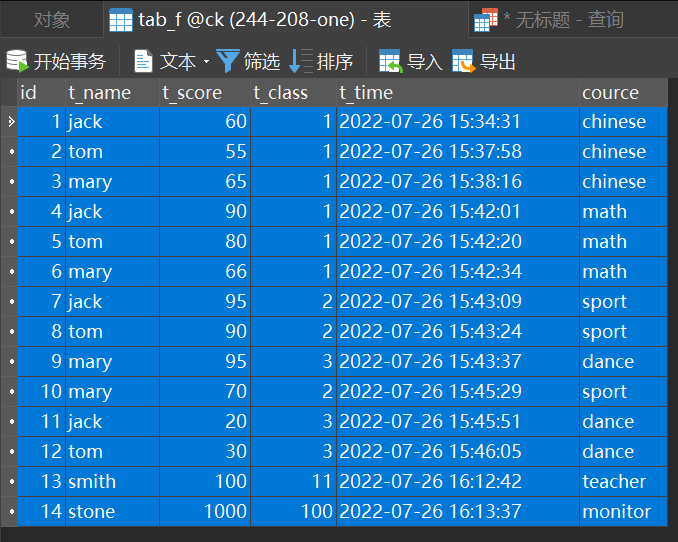 对象 tab_f @ck (244-208-one) - 表 * 无标题 - 查询
开始事务 文本 筛选 排序 导入 导出
id t_name t_score t_class t_time cource
1 jack 60 1 2022-07-26 15:34:31 chinese
2 tom 55 1 2022-07-26 15:37:58 chinese
3 mary 65 1 2022-07-26 15:38:16 chinese
4 jack 90 1 2022-07-26 15:42:01 math
5 tom 80 1 2022-07-26 15:42:20 math
6 mary 66 1 2022-07-26 15:42:34 math
7 jack 95 2 2022-07-26 15:43:09 sport
8 tom 90 2 2022-07-26 15:43:24 sport
9 mary 95 3 2022-07-26 15:43:37 dance
10 mary 70 2 2022-07-26 15:45:29 sport
11 jack 20 3 2022-07-26 15:45:51 dance
12 tom 30 3 2022-07-26 15:46:05 dance
13 smith 100 11 2022-07-26 16:12:42 teacher
14 stone 1000 100 2022-07-26 16:13:37 monitor